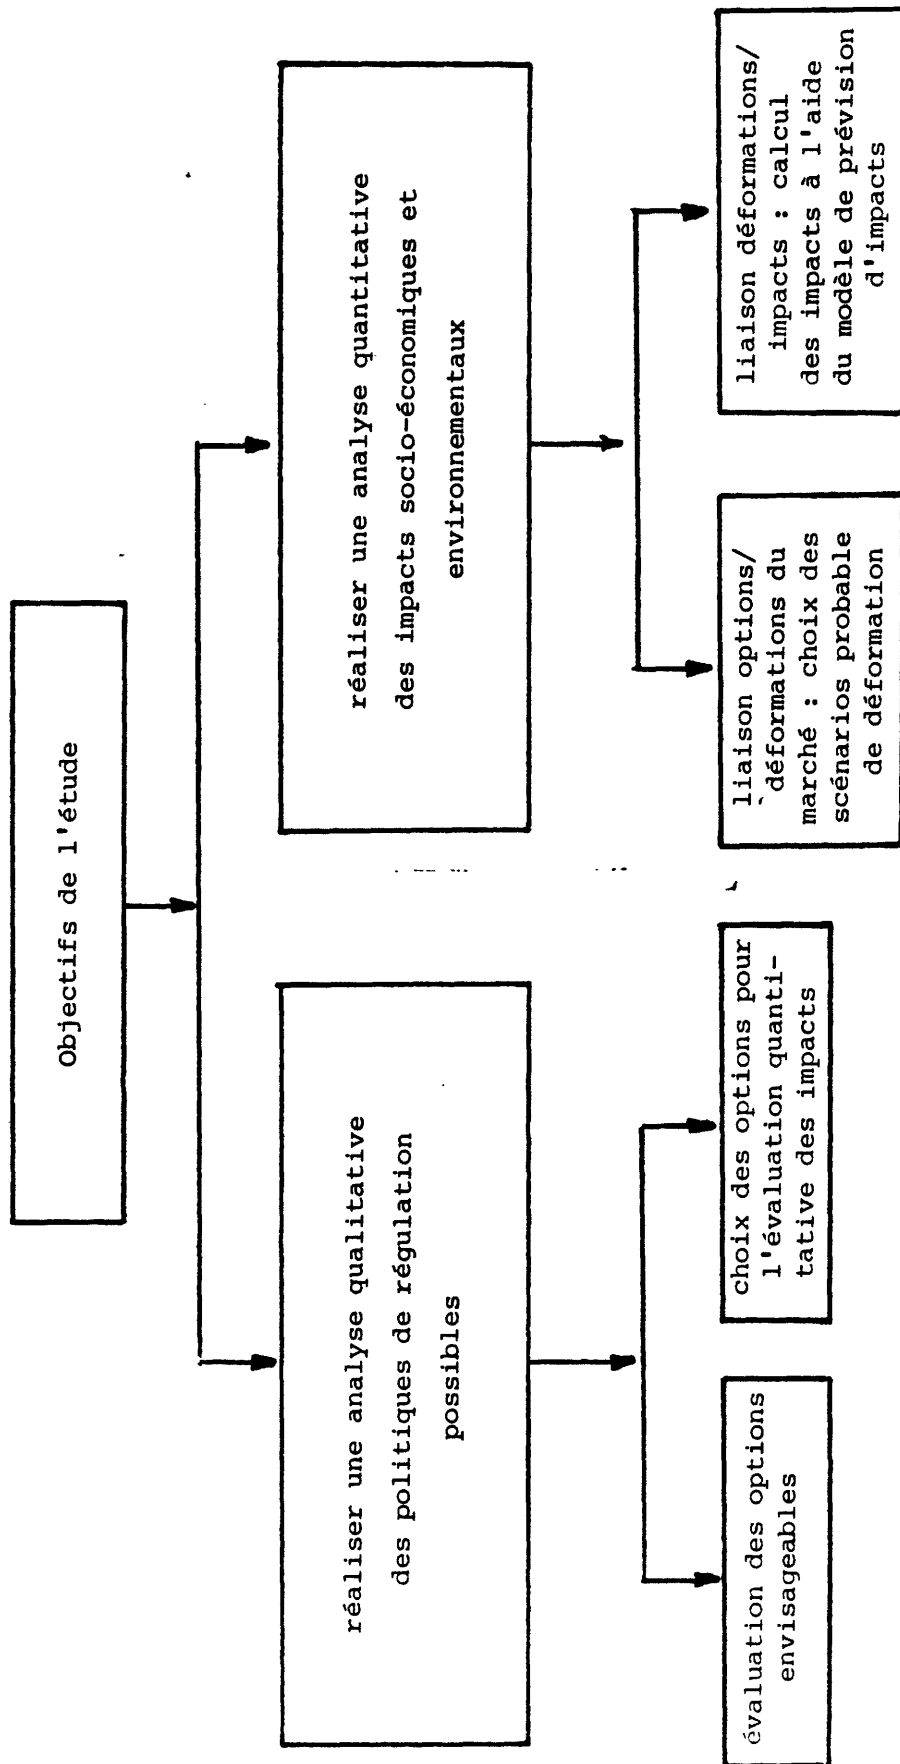 Objectifs de l'étude
réaliser une analyse qualitative
des politiques de régulation
possibles
réaliser une analyse quantitative
des impacts socio-économiques et
environnementaux
évaluation des options
envisageables
choix des options pour
l'évaluation quanti-
tative des impacts
liaison options/
déformations du
marché : choix des
scénarios probable
de déformation
liaison déformations/
impacts : calcul
des impacts à l'aide
du modèle de prévision
d'impacts